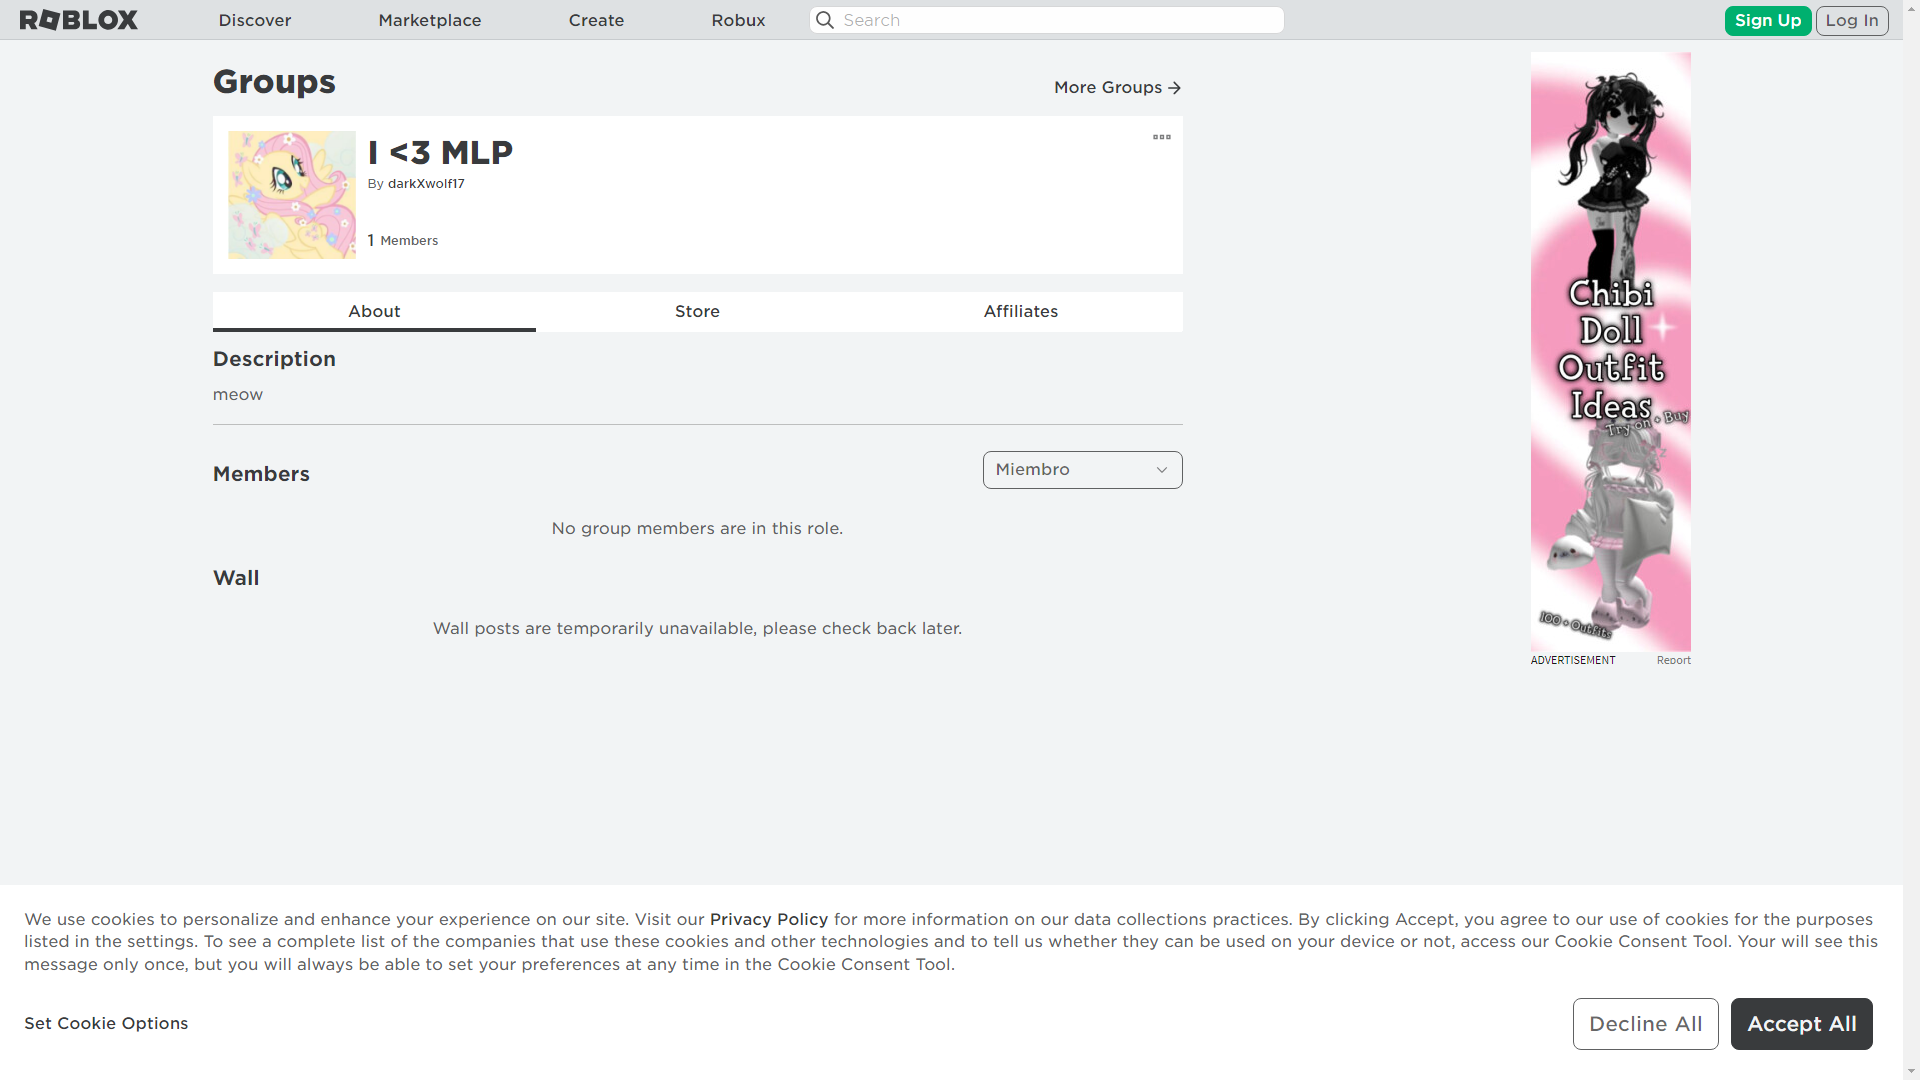 ROBLOX
Discover
Marketplace
Create
Robux
Search
Sign Up
Log In
Groups
More Groups
I <3 MLP
By darkXwolf17
1 Members
About
Store
Affiliates
Description
meow
Members
Miembro
No group members are in this role.
Wall
Wall posts are temporarily unavailable, please check back later.
Chibi
Doll
Outfit
Ideas
Try on + Buy
100 + Outfits
ADVERTISEMENT
Report
We use cookies to personalize and enhance your experience on our site. Visit our Privacy Policy for more information on our data collections practices. By clicking Accept, you agree to our use of cookies for the purposes
listed in the settings. To see a complete list of the companies that use these cookies and other technologies and to tell us whether they can be used on your device or not, access our Cookie Consent Tool. Your will see this
message only once, but you will always be able to set your preferences at any time in the Cookie Consent Tool.
Set Cookie Options
Decline All
Accept All